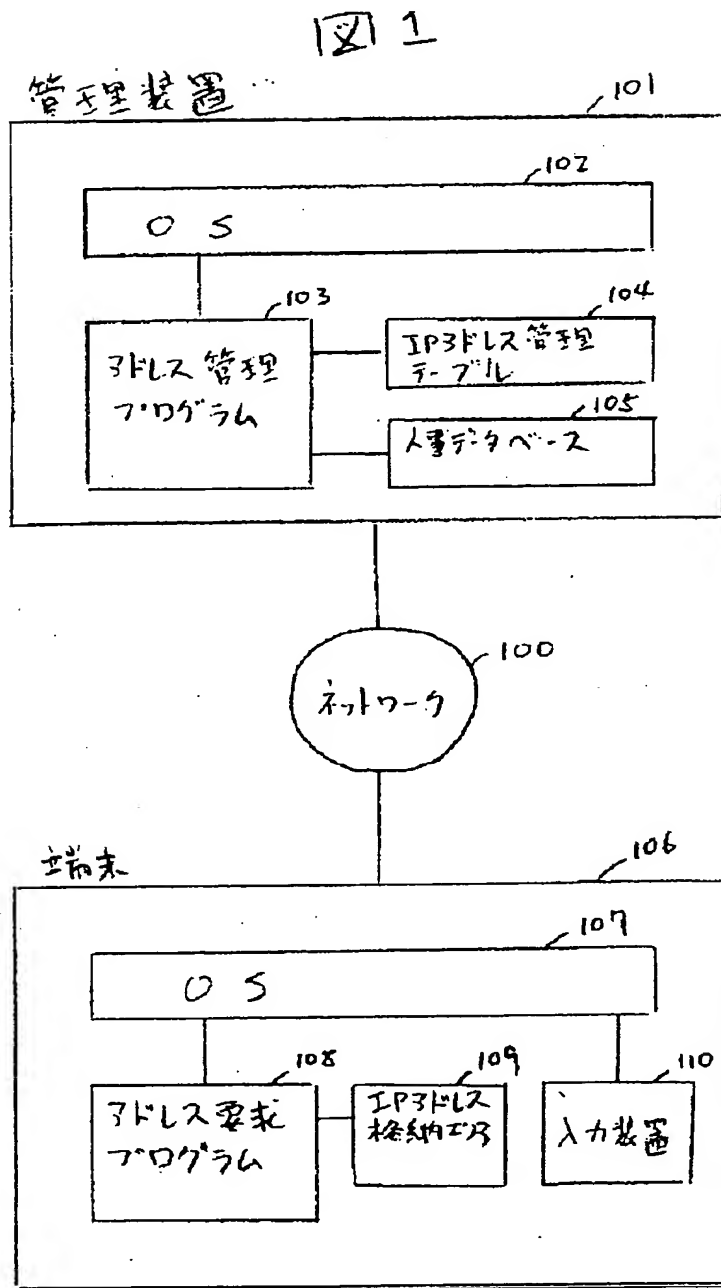 図1
管理装置
101
102
OS
103
104
アドレス管理
プログラム
IPアドレス管理
テーブル
105
人事データベース
100
ネットワーク
端末
106
107
OS
108
109
110
アドレス要求
プログラム
IPアドレス
格納エリア
入力装置